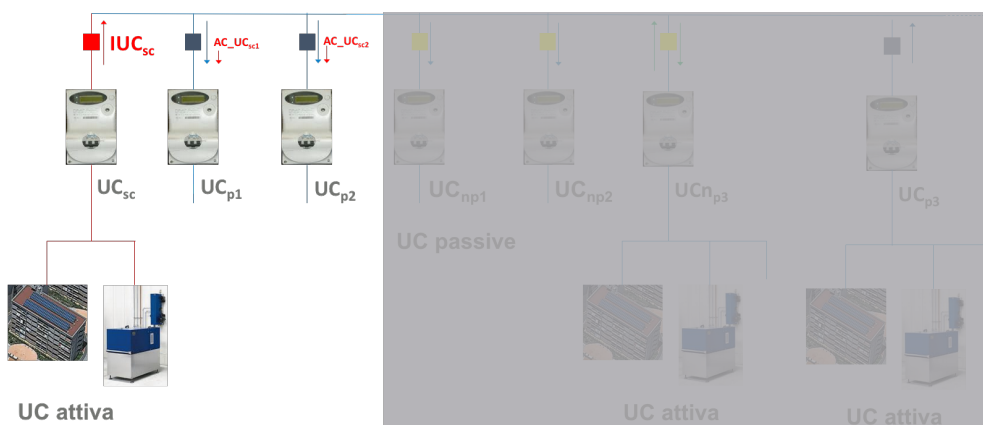 IUCsc
AC_UCsc1
AC_UCsc2
UCsc
UCp1
UCp2
UCnp1
UCnp2
UCnp3
UCp3
UC passive
UC attiva
UC attiva
UC attiva